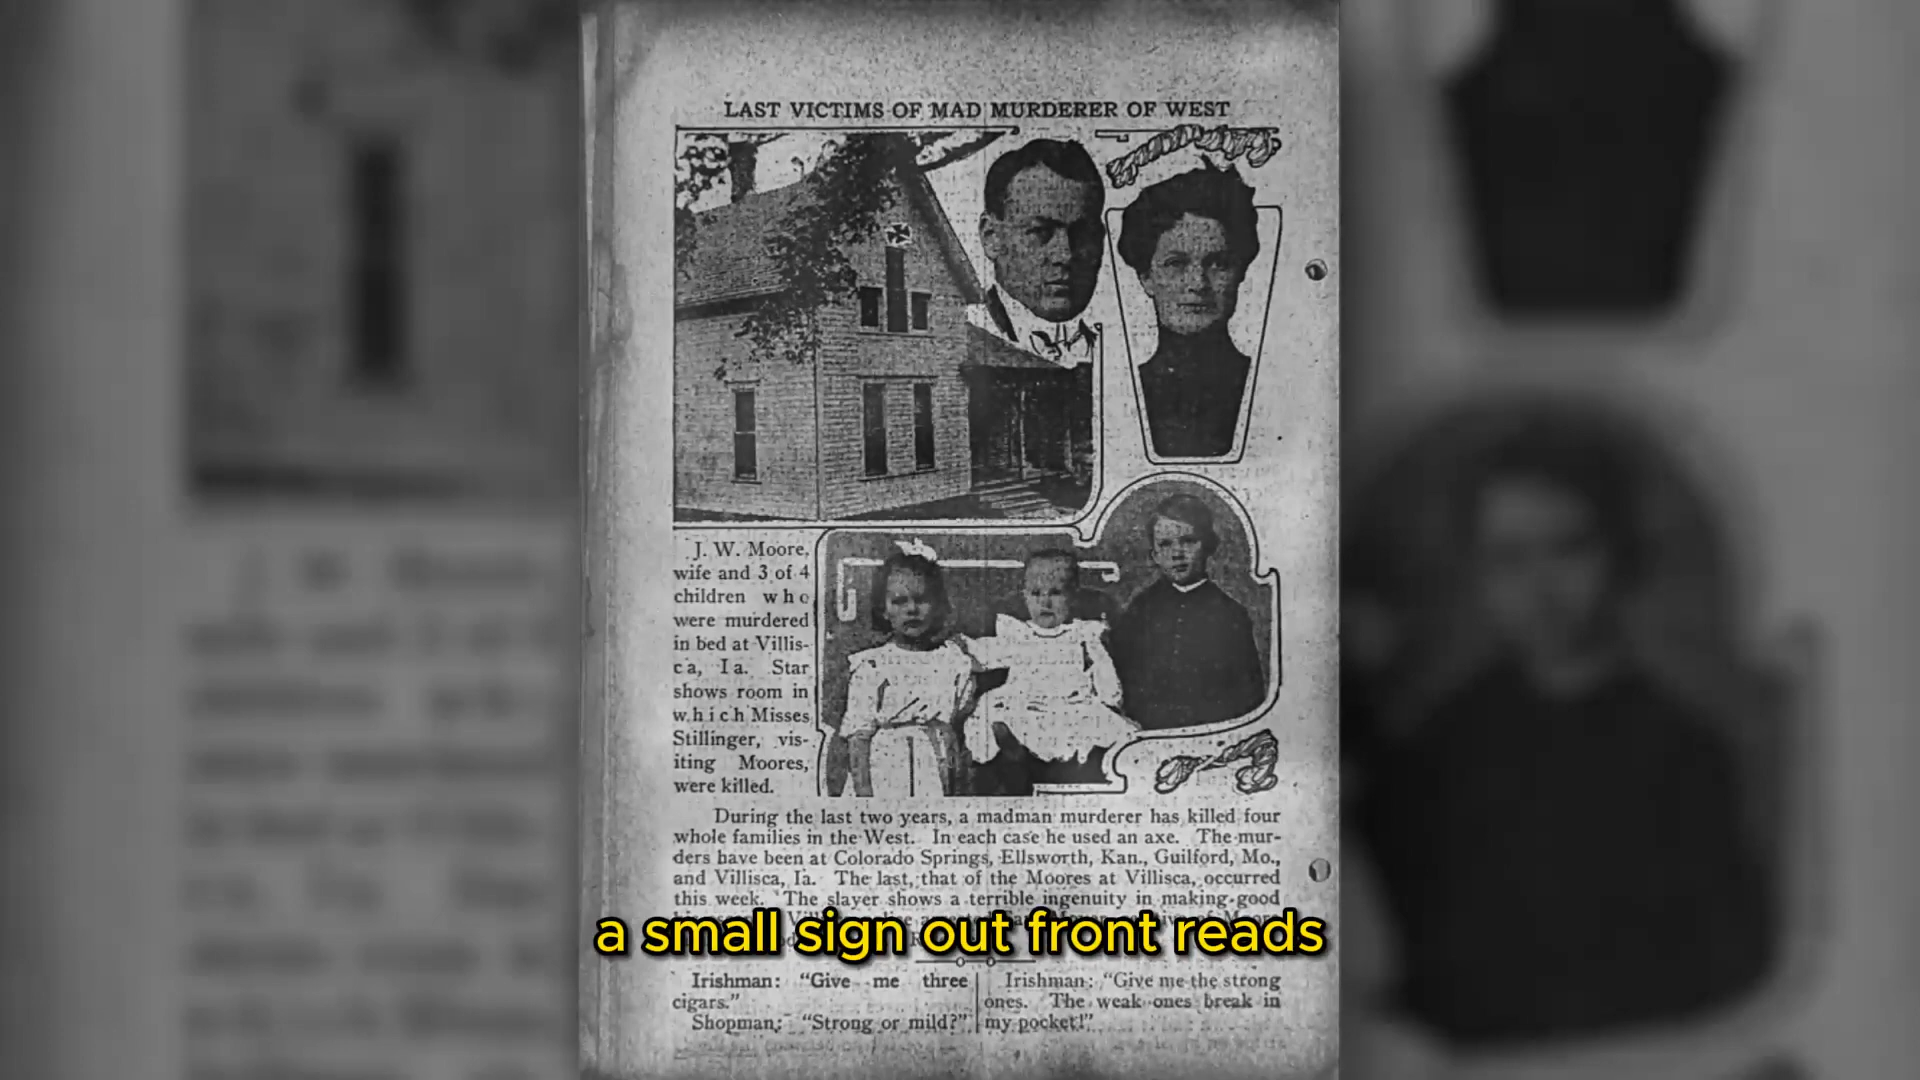 LAST VICTIMS OF MAD MURDERER OF WEST
J. W. Moore,
wife and 3 of 4
children who
were murdered
in bed at Villis-
ca, Ia. Star
shows room in
which Misses
Stillinger, vis-
iting Moores,
were killed.
During the last two years, a madman murderer has killed four
whole families in the West. In each case he used an axe. The mur-
ders have been at Colorado Springs, Ellsworth, Kan., Guilford, Mo.,
and Villisca, Ia. The last, that of the Moores at Villisca, occurred
this week. The slayer shows a terrible ingenuity in making good
a small sign out front reads
Irishman: "Give me three
cigars."
Shopman: "Strong or mild?"
Irishman: "Give me the strong
ones. The weak ones break in
my pocket!"